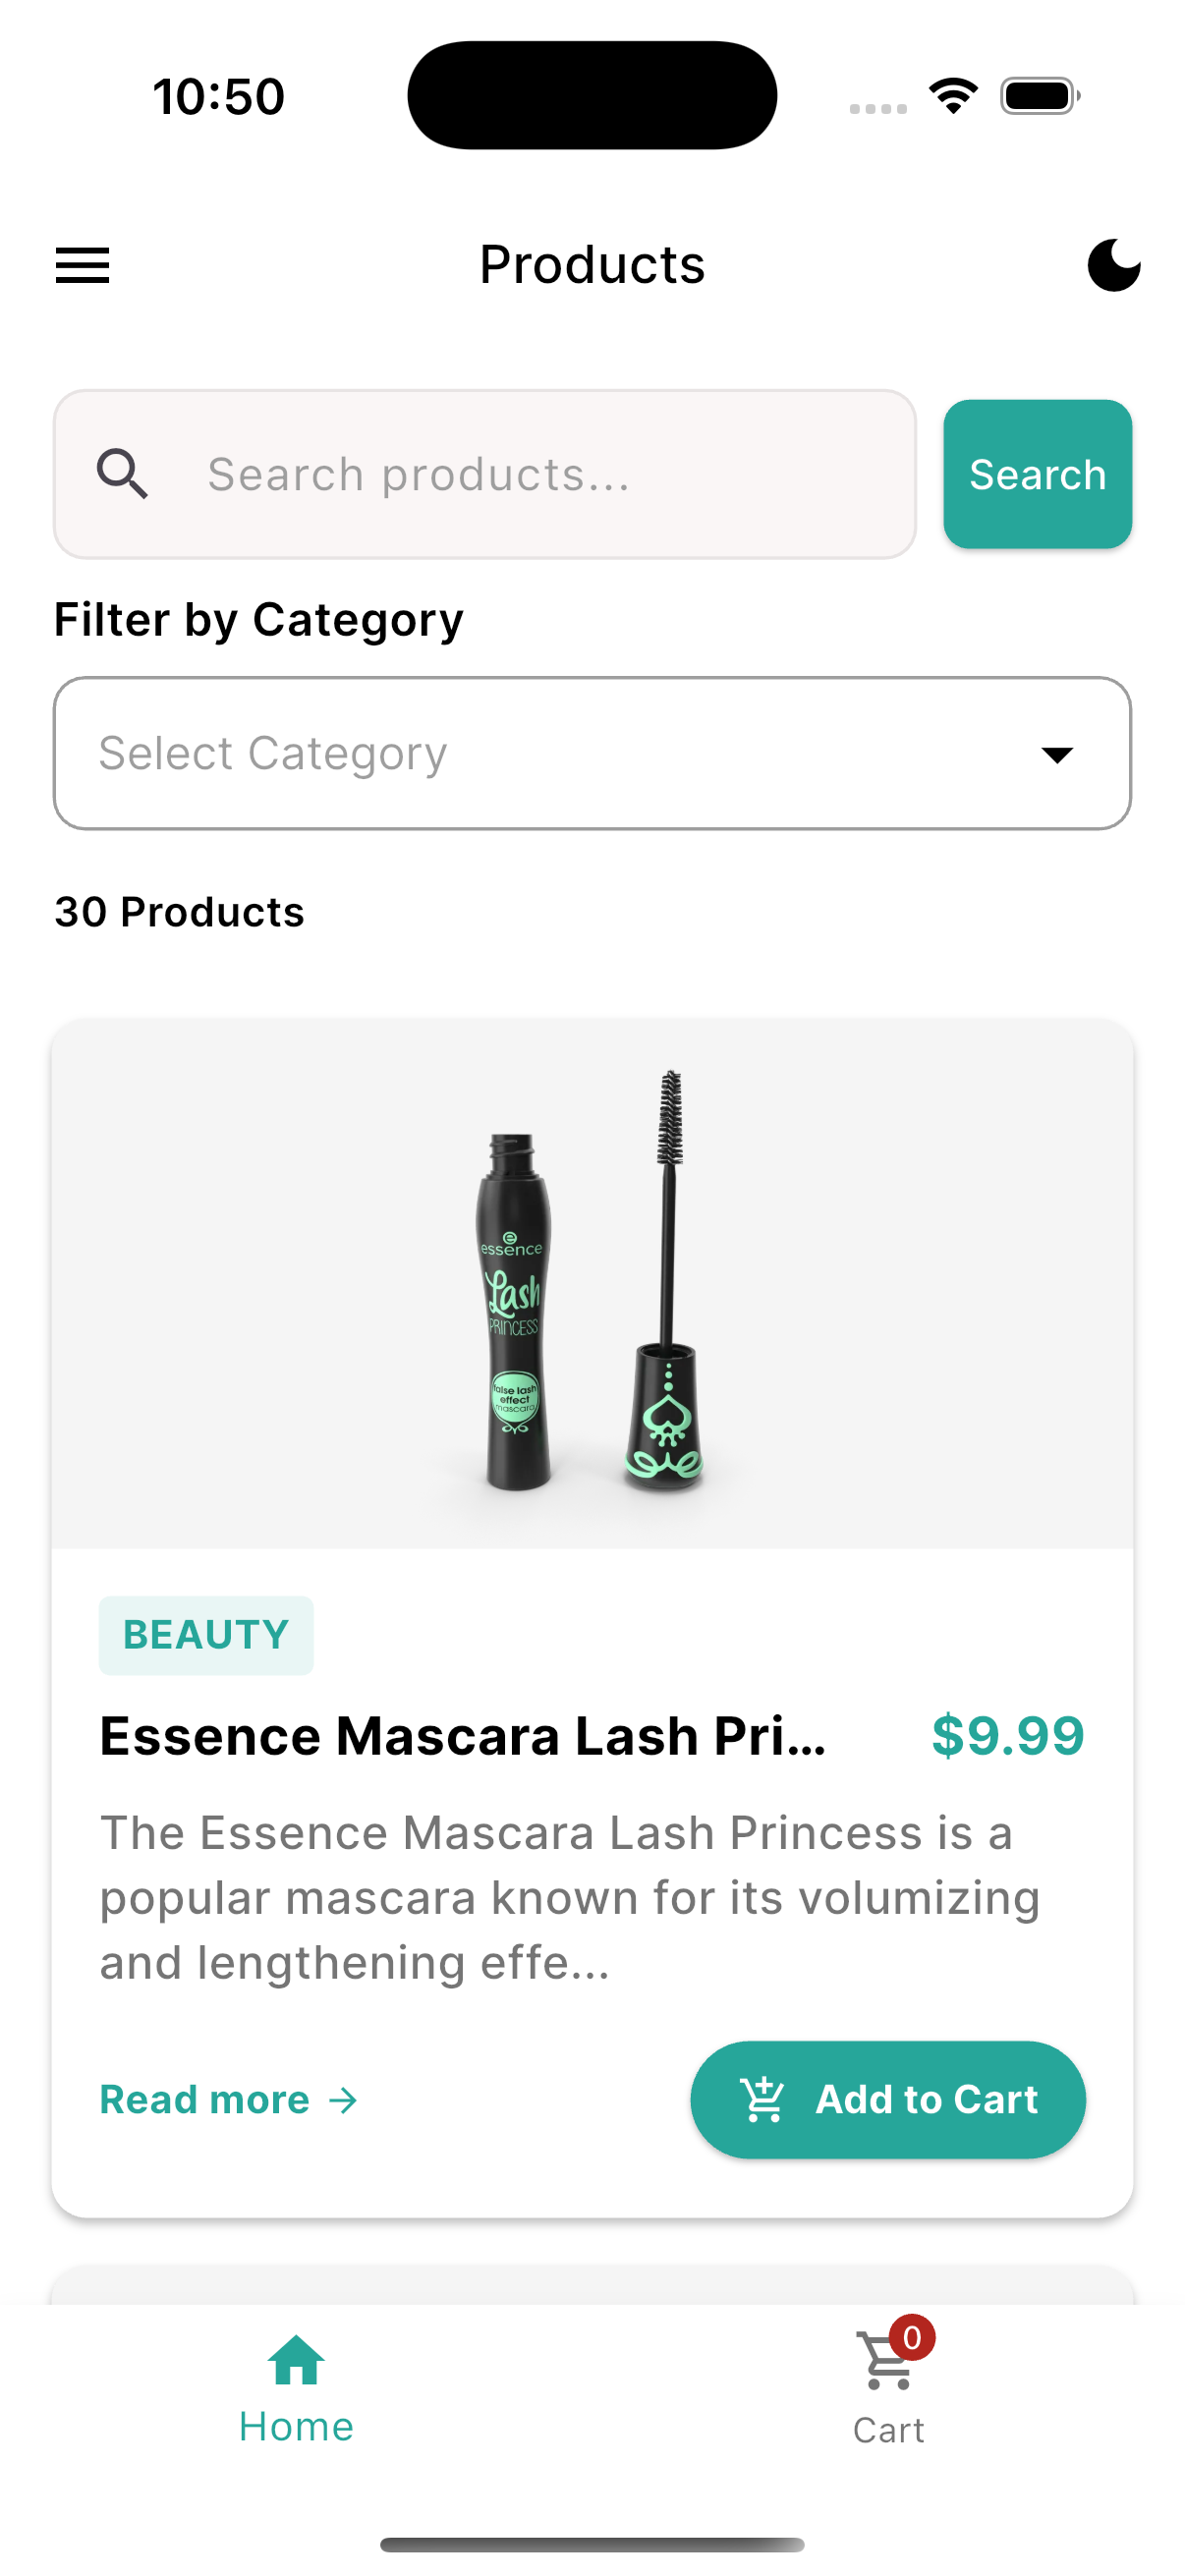 10:50
Products
Search products...
Search
Filter by Category
Select Category
30 Products
essence
Lash
PRINCESS
false lash
effect
mascara
BEAUTY
Essence Mascara Lash Pri...
$9.99
The Essence Mascara Lash Princess is a
popular mascara known for its volumizing
and lengthening effe...
Read more →
Add to Cart
0
Home
Cart